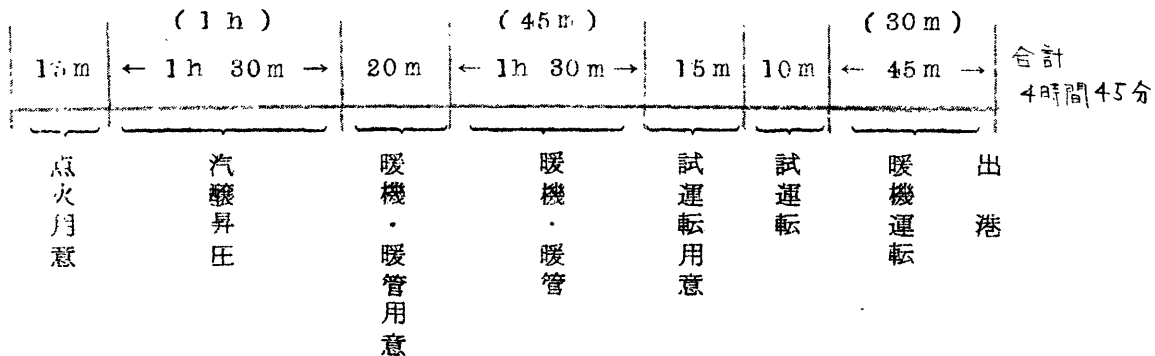 (1h) (45m) (30m)
15m ← 1h 30m → 20m ← 1h 30m → 15m 10m ← 45m →
合計
4時間45分
点火用意
汽醸昇圧
暖機・暖管用意
暖機・暖管
試運転用意
試運転
暖機運転
出港